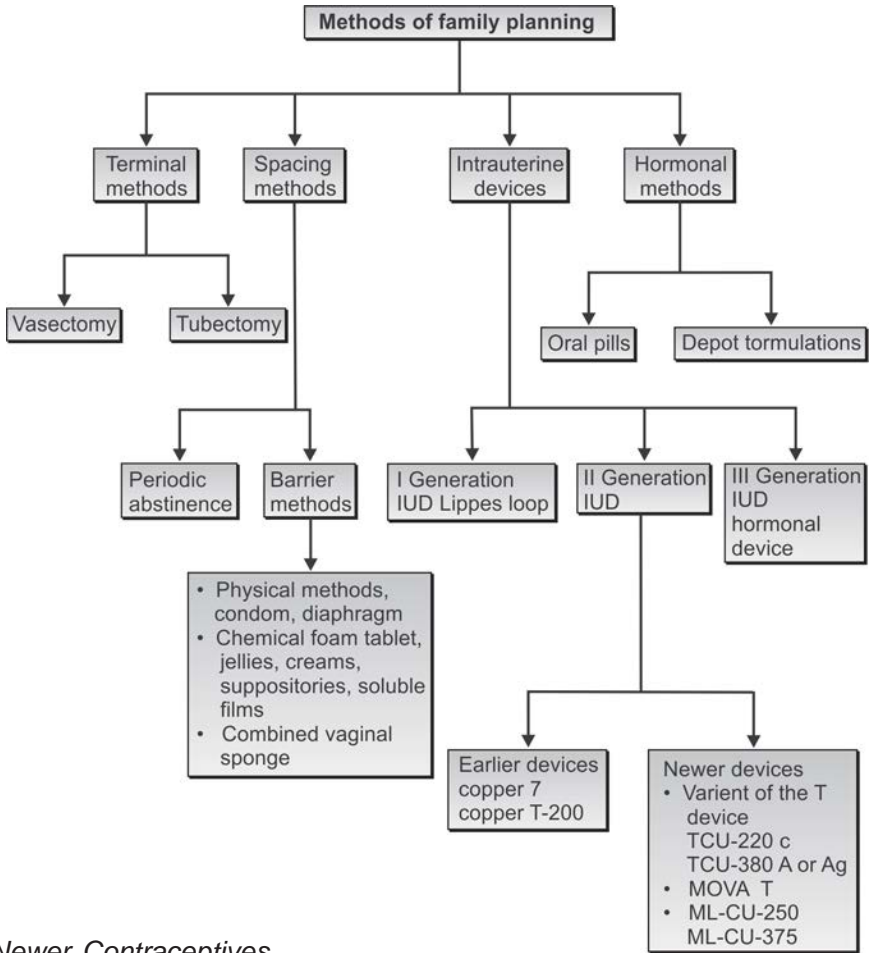 Methods of family planning
Terminal
methods
Spacing
methods
Intrauterine
devices
Hormonal
methods
Vasectomy
Tubectomy
Oral pills
Depot tormulations
Periodic
abstinence
Barrier
methods
I Generation
IUD Lippes loop
II Generation
IUD
III Generation
IUD
hormonal
device
• Physical methods,
condom, diaphragm
• Chemical foam tablet,
jellies, creams,
suppositories, soluble
films
• Combined vaginal
sponge
Earlier devices
copper 7
copper T-200
Newer devices
• Varient of the T
device
TCU-220 c
TCU-380 A or Ag
• MOVA T
• ML-CU-250
ML-CU-375
Newer Contraceptives